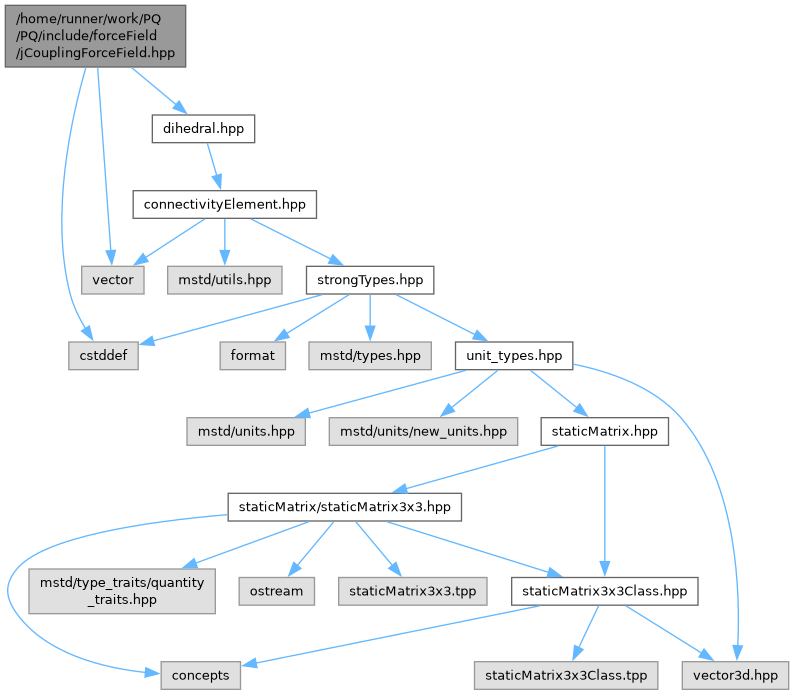 /home/runner/work/PQ
/PQ/include/forceField
/jCouplingForceField.hpp
dihedral.hpp
connectivityElement.hpp
vector
mstd/utils.hpp
strongTypes.hpp
cstddef
format
mstd/types.hpp
unit_types.hpp
mstd/units.hpp
mstd/units/new_units.hpp
staticMatrix.hpp
staticMatrix/staticMatrix3x3.hpp
mstd/type_traits/quantity
_traits.hpp
ostream
staticMatrix3x3.tpp
staticMatrix3x3Class.hpp
concepts
staticMatrix3x3Class.tpp
vector3d.hpp